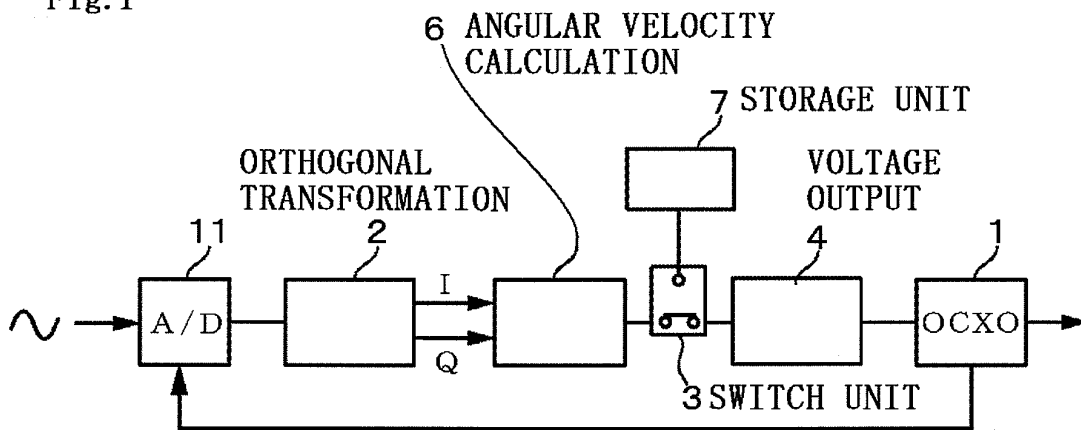 Fig.1
6 ANGULAR VELOCITY
CALCULATION
7 STORAGE UNIT
ORTHOGONAL
TRANSFORMATION
VOLTAGE
OUTPUT
11
2
4
1
A/D
I
Q
OCXO
3 SWITCH UNIT